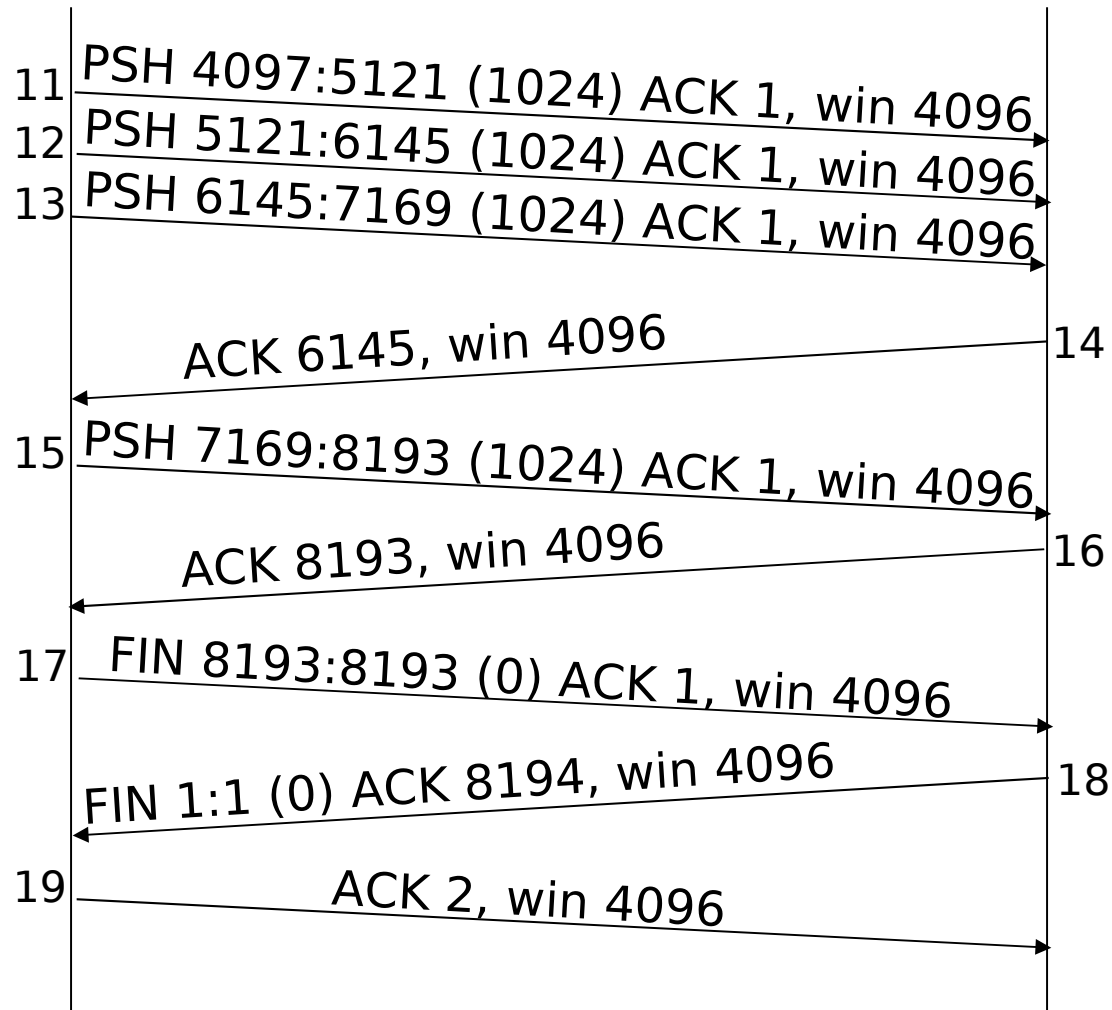 11 PSH 4097:5121 (1024) ACK 1, win 4096
12 PSH 5121:6145 (1024) ACK 1, win 4096
13 PSH 6145:7169 (1024) ACK 1, win 4096
ACK 6145, win 4096 14
15 PSH 7169:8193 (1024) ACK 1, win 4096
ACK 8193, win 4096 16
17 FIN 8193:8193 (0) ACK 1, win 4096
FIN 1:1 (0) ACK 8194, win 4096 18
19 ACK 2, win 4096